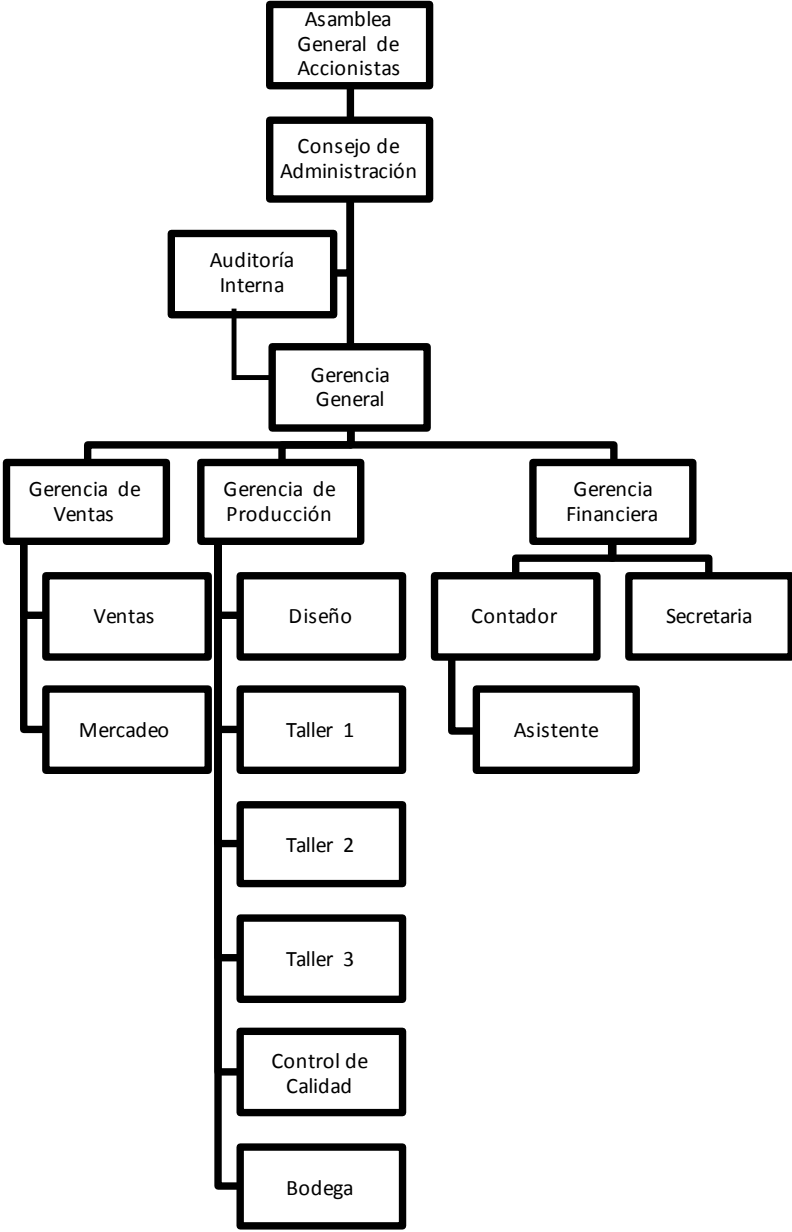 Asamblea
General de
Accionistas
Consejo de
Administración
Auditoría
Interna
Gerencia
General
Gerencia de
Ventas
Gerencia de
Producción
Gerencia
Financiera
Ventas
Diseño
Contador
Secretaria
Mercadeo
Taller 1
Asistente
Taller 2
Taller 3
Control de
Calidad
Bodega